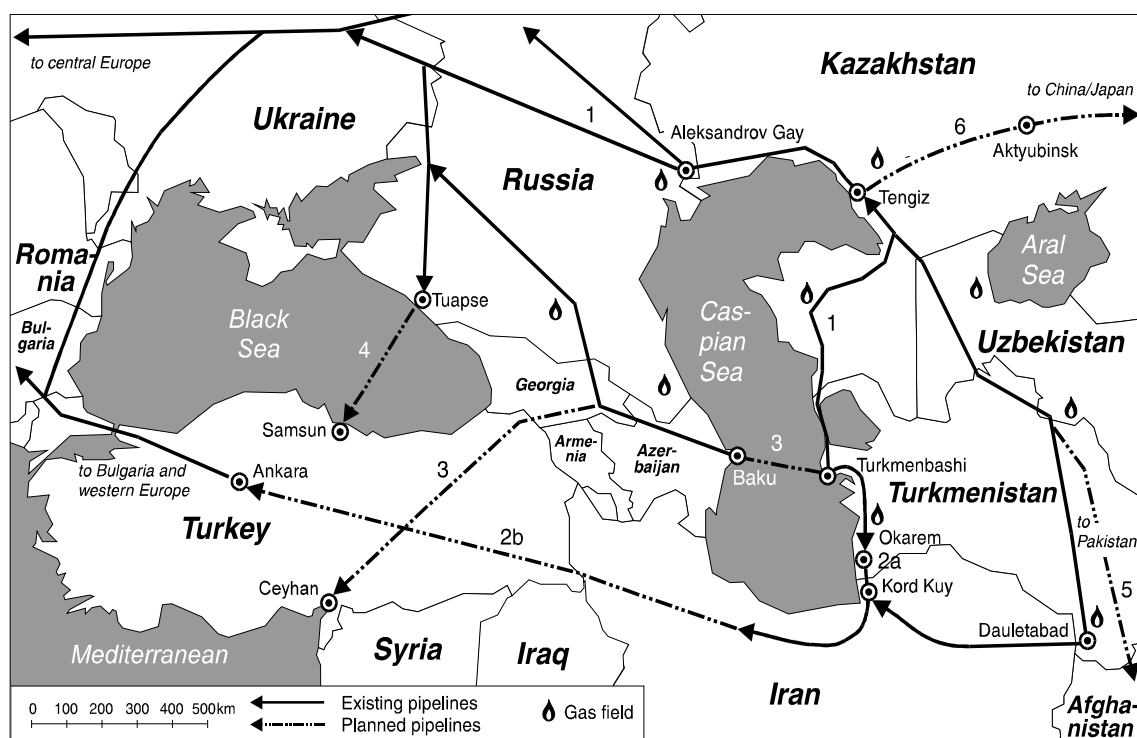 to central Europe
Kazakhstan
to China/Japan
Ukraine
1
Aleksandrov Gay
6
Aktyubinsk
Russia
Tengiz
Roma-
nia
Aral
Sea
Tuapse
Bul-
garia
Black
Sea
4
Cas-
pian
Sea
1
Uzbekistan
Georgia
Samsun
3
Arme-
nia
Azer-
baijan
3
Baku
Turkmenbashi
to Bulgaria and
western Europe
Ankara
Turkmenistan
Turkey
2b
Okarem
2a
to
Pakistan
5
Ceyhan
Kord Kuy
Dauletabad
Mediterranean
Syria
Iraq
Iran
Afgha-
nistan
0 100 200 300 400 500km
Existing pipelines
Planned pipelines
Gas field